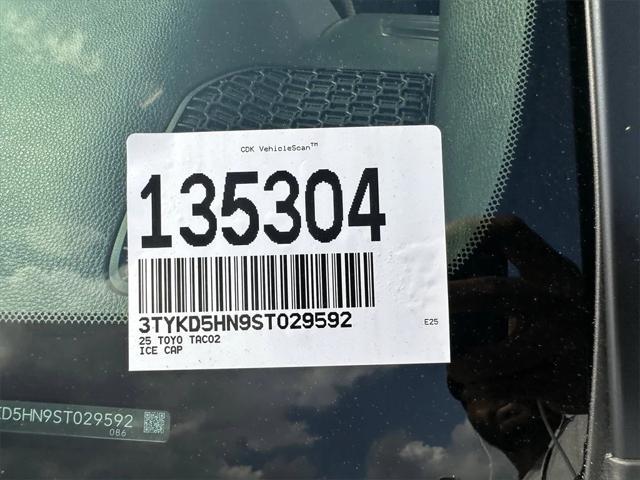 CDK VehicleScan™
135304
3TYKD5HN9ST029592
E25
25 TOYO TACO2
ICE CAP
KD5HN9ST029592
086